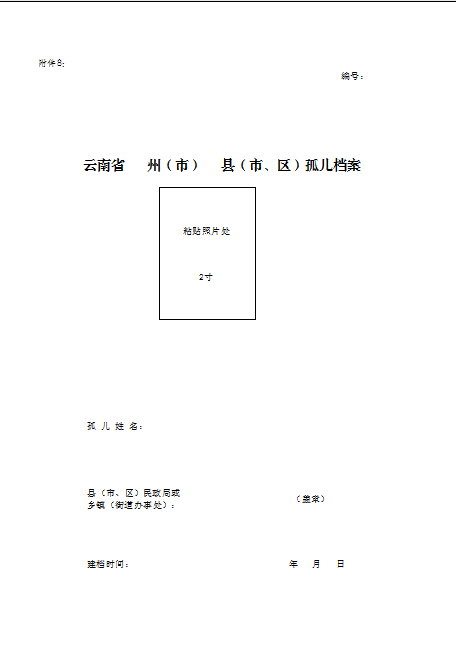 附件8:
编号:
云南省 州（市） 县（市、区）孤儿档案
粘贴照片处
2寸
孤 儿 姓 名:
县（市、区）民政局或
乡镇（街道办事处）:
（盖章）
建档时间: 年 月 日